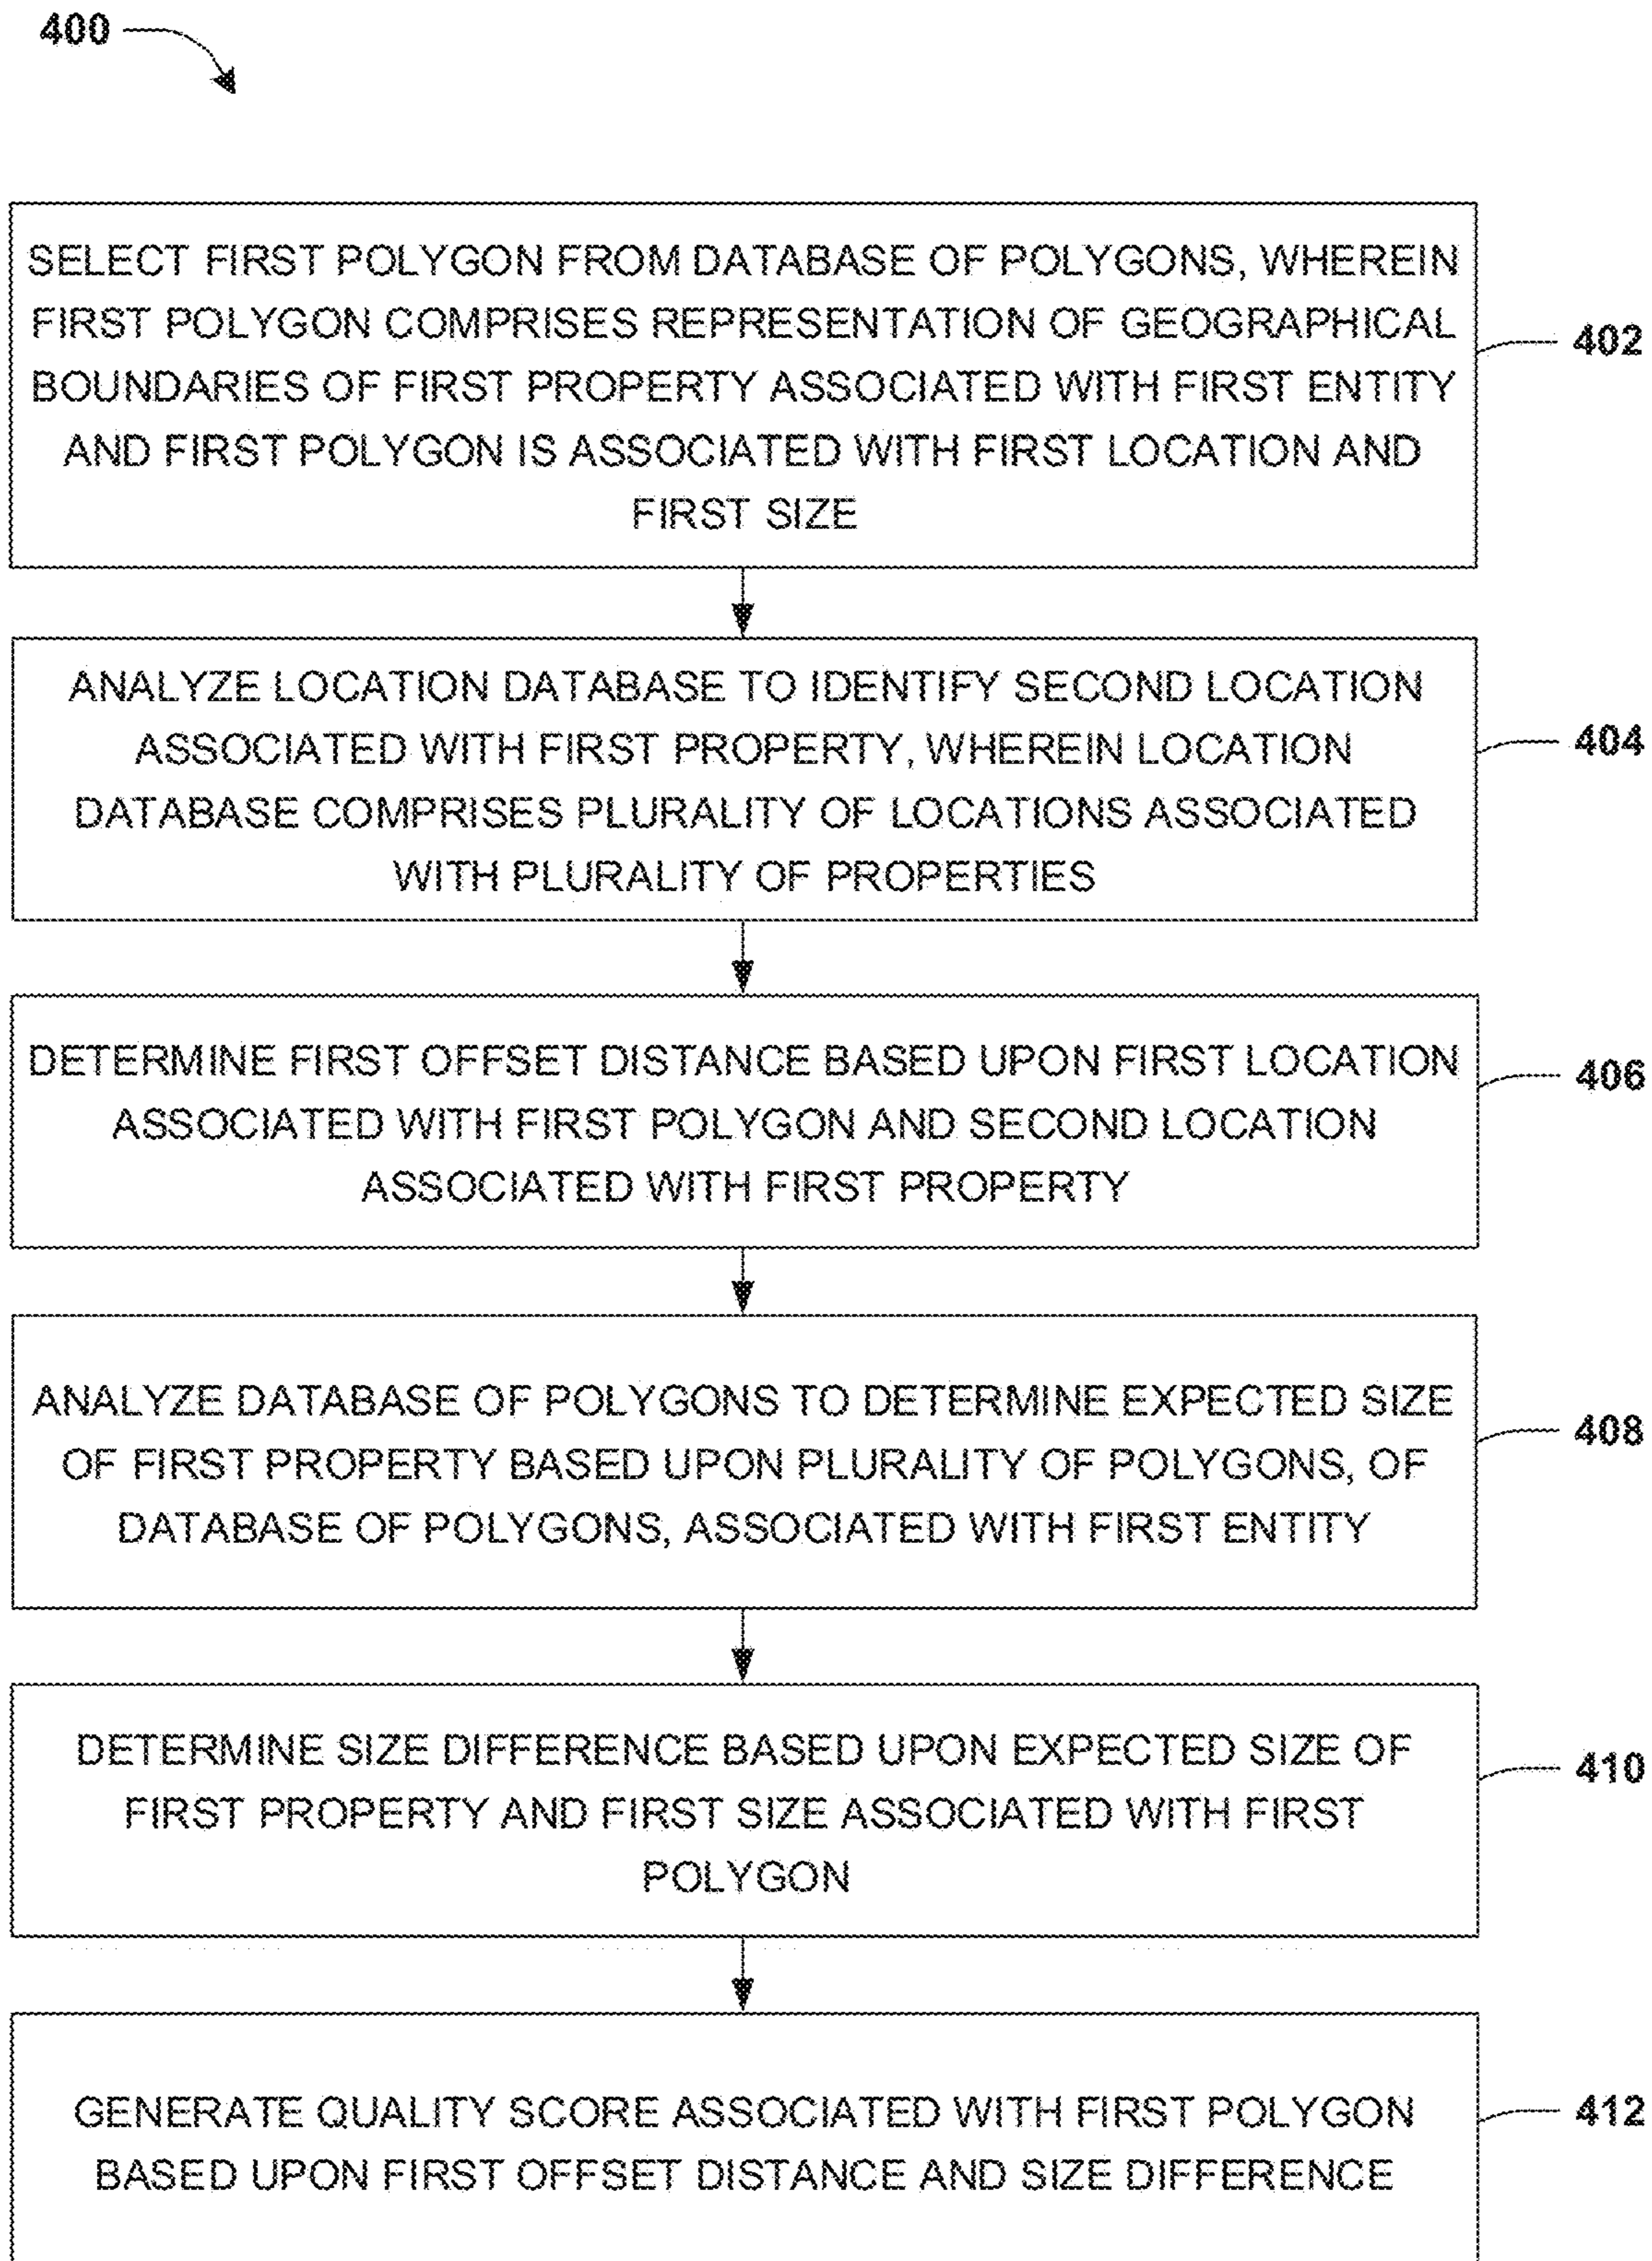 400
SELECT FIRST POLYGON FROM DATABASE OF POLYGONS, WHEREIN
FIRST POLYGON COMPRISES REPRESENTATION OF GEOGRAPHICAL
BOUNDARIES OF FIRST PROPERTY ASSOCIATED WITH FIRST ENTITY
AND FIRST POLYGON IS ASSOCIATED WITH FIRST LOCATION AND
FIRST SIZE
402
ANALYZE LOCATION DATABASE TO IDENTIFY SECOND LOCATION
ASSOCIATED WITH FIRST PROPERTY, WHEREIN LOCATION
DATABASE COMPRISES PLURALITY OF LOCATIONS ASSOCIATED
WITH PLURALITY OF PROPERTIES
404
DETERMINE FIRST OFFSET DISTANCE BASED UPON FIRST LOCATION
ASSOCIATED WITH FIRST POLYGON AND SECOND LOCATION
ASSOCIATED WITH FIRST PROPERTY
406
ANALYZE DATABASE OF POLYGONS TO DETERMINE EXPECTED SIZE
OF FIRST PROPERTY BASED UPON PLURALITY OF POLYGONS, OF
DATABASE OF POLYGONS, ASSOCIATED WITH FIRST ENTITY
408
DETERMINE SIZE DIFFERENCE BASED UPON EXPECTED SIZE OF
FIRST PROPERTY AND FIRST SIZE ASSOCIATED WITH FIRST
POLYGON
410
GENERATE QUALITY SCORE ASSOCIATED WITH FIRST POLYGON
BASED UPON FIRST OFFSET DISTANCE AND SIZE DIFFERENCE
412